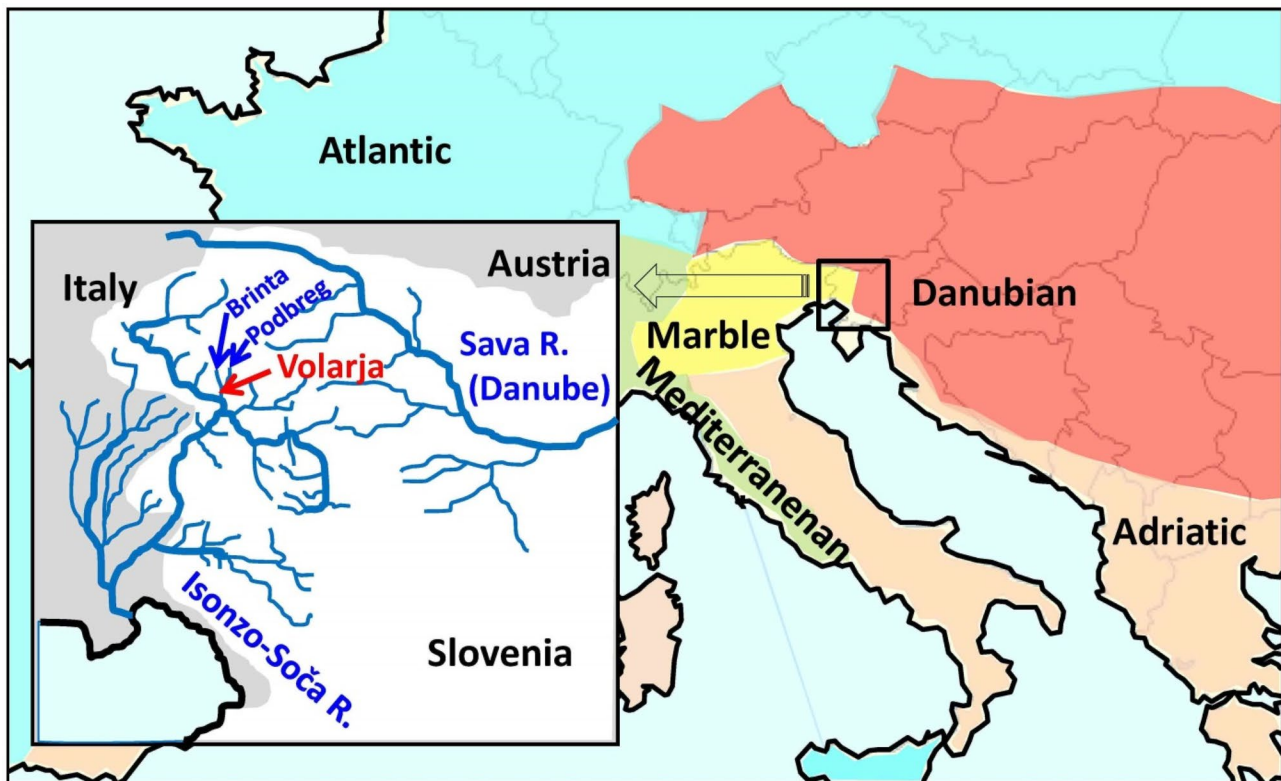 Atlantic
Austria
Italy
Brinta
Podbreg
Volarja
Sava R.
(Danube)
Isonzo-Soča R.
Slovenia
Danubian
Marble
Mediterranenan
Adriatic